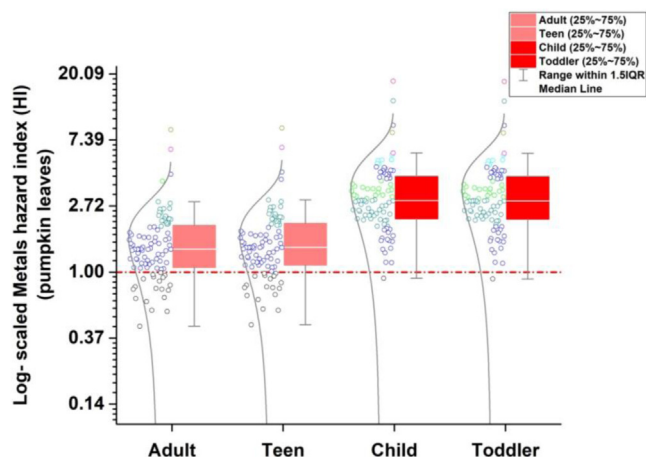 Adult (25%~75%)
Teen (25%~75%)
Child (25%~75%)
Toddler (25%~75%)
Range within 1.5IQR
Median Line
Log- scaled Metals hazard index (HI)
(pumpkin leaves)
20.09
7.39
2.72
1.00
0.37
0.14
Adult Teen Child Toddler